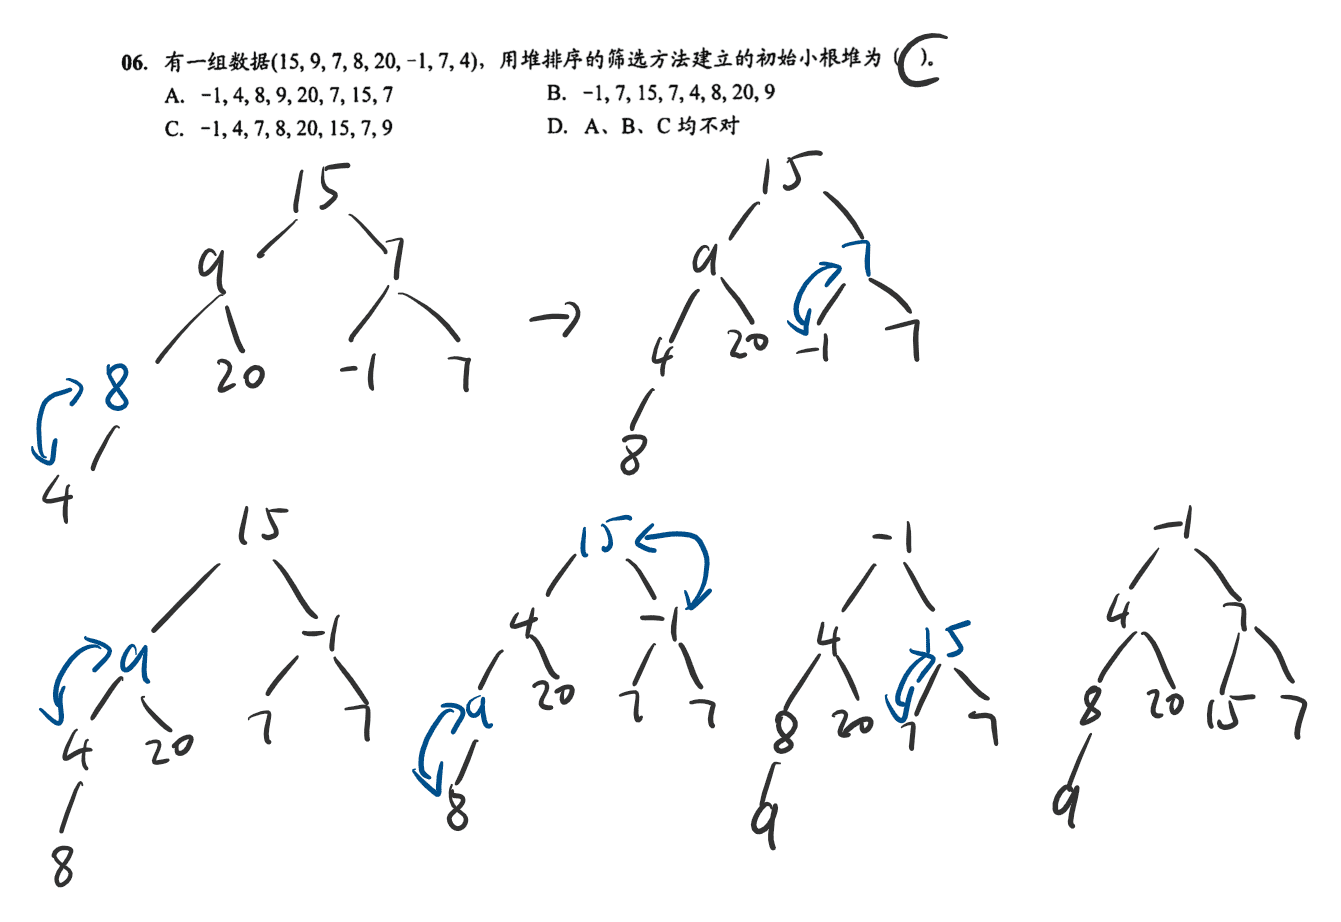 06. 有一组数据(15, 9, 7, 8, 20, -1, 7, 4)，用堆排序的筛选方法建立的初始小根堆为 ( C )。
A. -1, 4, 8, 9, 20, 7, 15, 7 B. -1, 7, 15, 7, 4, 8, 20, 9
C. -1, 4, 7, 8, 20, 15, 7, 9 D. A、B、C 均不对
15 15
9 7 9 7
8 20 -1 7 → 4 20 -1 7
4 8
15 15 -1 -1
9 -1 4 -1 4 15 4 7
4 20 7 7 9 20 7 7 8 20 7 7 8 20 15 7
8 8 9 9